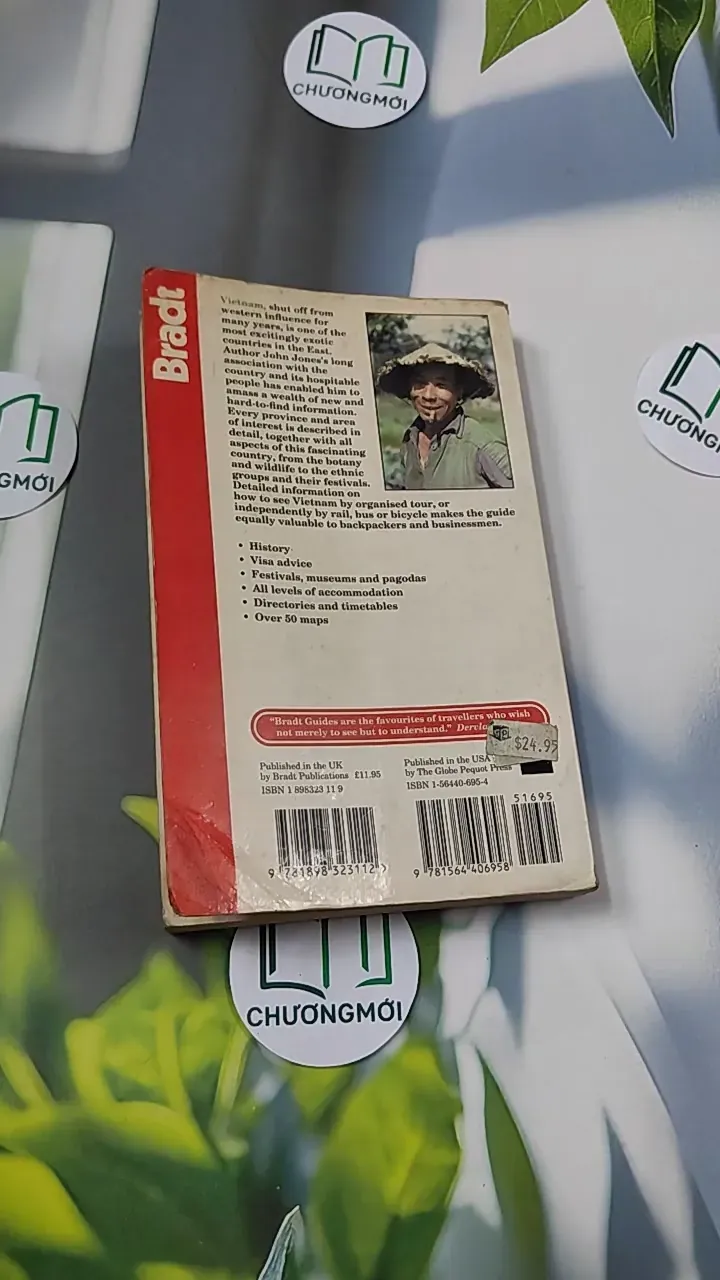 CHƯƠNGMỚI
Bradt
Vietnam, shut off from
western influence for
many years, is one of the
most excitingly exotic
countries in the East.
Author John Jones's long
association with the
country and its hospitable
people has enabled him to
amass a wealth of new and
hard-to-find information.
Every province and area
of interest is described in
detail, together with all
aspects of this fascinating
country, from the botany
and wildlife to the ethnic
groups and their festivals.
Detailed information on
how to see Vietnam by organised tour, or
independently by rail, bus or bicycle makes the guide
equally valuable to backpackers and businessmen.
• History
• Visa advice
• Festivals, museums and pagodas
• All levels of accommodation
• Directories and timetables
• Over 50 maps
"Bradt Guides are the favourites of travellers who wish
not merely to see but to understand."
$24.95
Published in the UK
by Bradt Publications £11.95
ISBN 1 898323 11 9
Published in the USA
by The Globe Pequot Press
ISBN 1-56440-695-4
51695
9 781898 323112 >
9 781564 406958
CHƯƠNG
GMỚI
CHƯƠNGMỚI